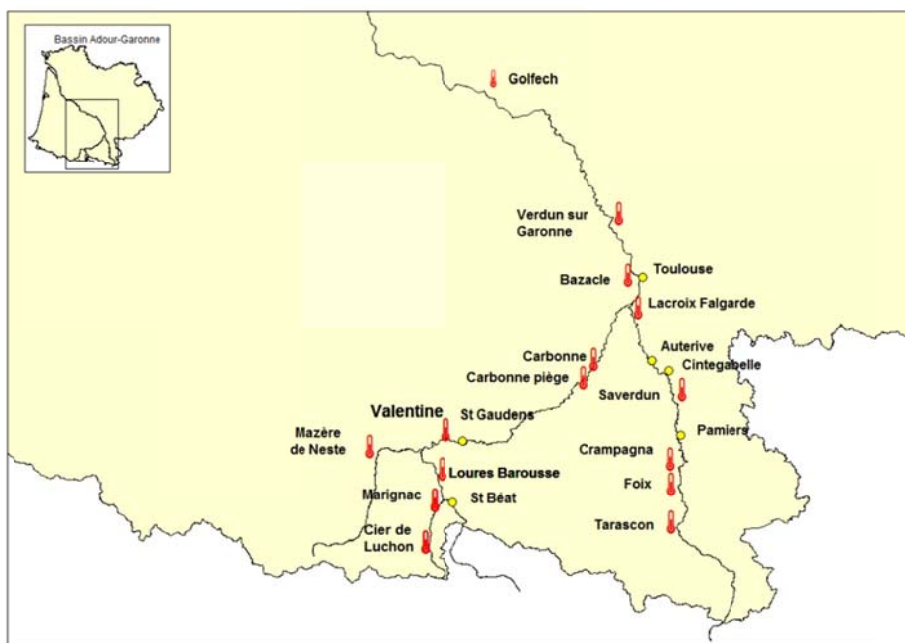 Bassin Adour-Garonne
Golfech
Verdun sur
Garonne
Bazacle
Toulouse
Lacroix Falgarde
Carbonne
Auterive
Cintegabelle
Carbonne piège
Saverdun
Valentine
St Gaudens
Mazère
de Neste
Pamiers
Crampagna
Loures Barousse
Foix
Marignac
St Béat
Tarascon
Cier de
Luchon